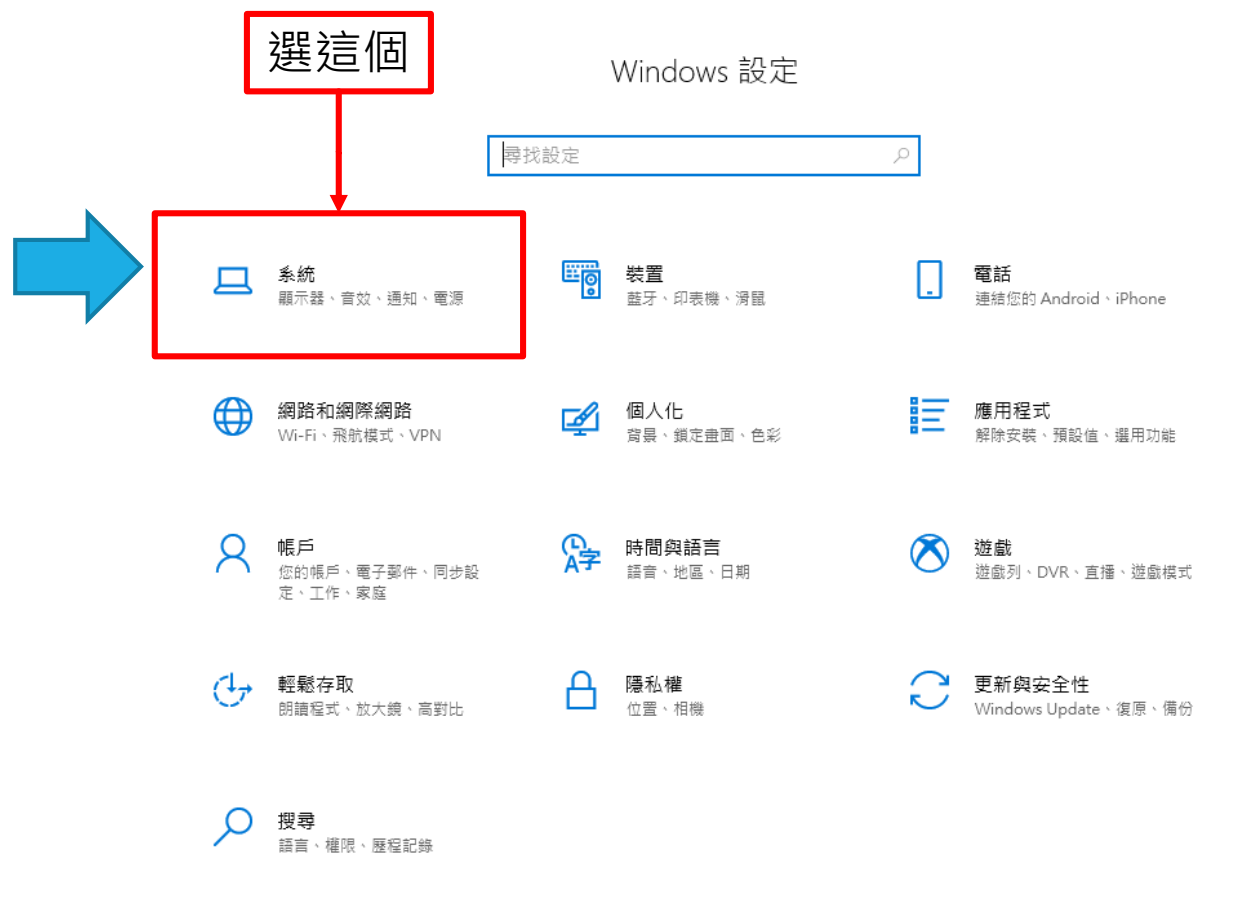 選這個
Windows 設定
尋找設定
系統
顯示器、音效、通知、電源
裝置
藍牙、印表機、滑鼠
電話
連結您的 Android、iPhone
網路和網際網路
Wi-Fi、飛航模式、VPN
個人化
背景、鎖定畫面、色彩
應用程式
解除安裝、預設值、選用功能
帳戶
您的帳戶、電子郵件、同步設
定、工作、家庭
時間與語言
語音、地區、日期
遊戲
遊戲列、DVR、直播、遊戲模式
輕鬆存取
朗讀程式、放大鏡、高對比
隱私權
位置、相機
更新與安全性
Windows Update、復原、備份
搜尋
語言、權限、歷程記錄